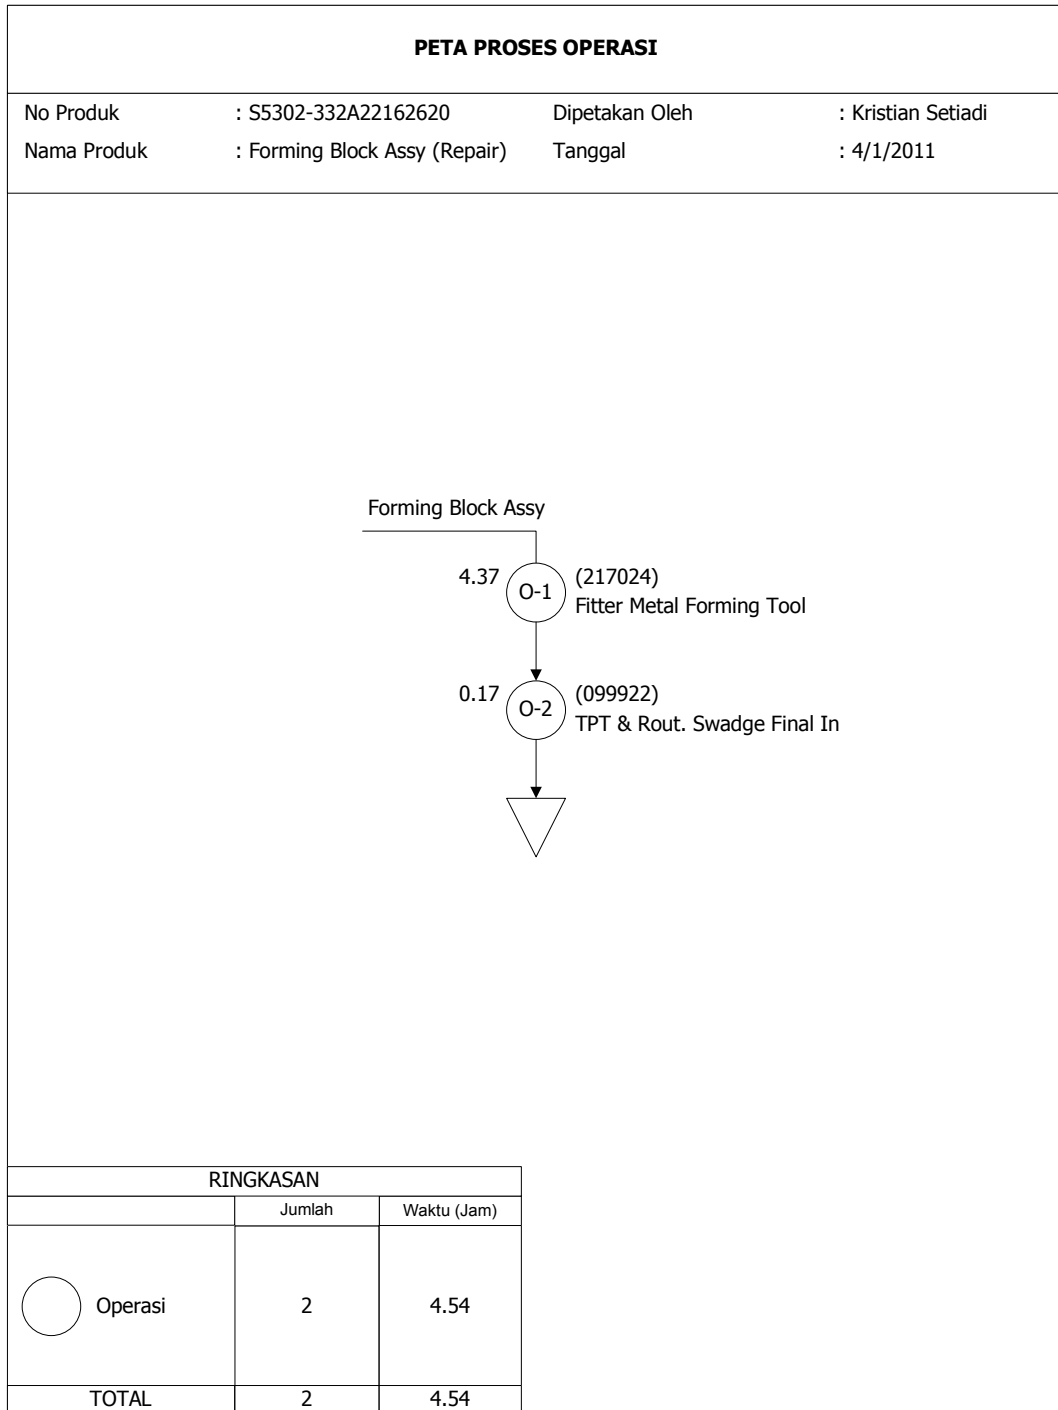 PETA PROSES OPERASI
No Produk : S5302-332A22162620 Dipetakan Oleh : Kristian Setiadi
Nama Produk : Forming Block Assy (Repair) Tanggal : 4/1/2011
Forming Block Assy
4.37 O-1 (217024)
Fitter Metal Forming Tool
0.17 O-2 (099922)
TPT & Rout. Swadge Final In
RINGKASAN
Jumlah Waktu (Jam)
Operasi 2 4.54
TOTAL 2 4.54